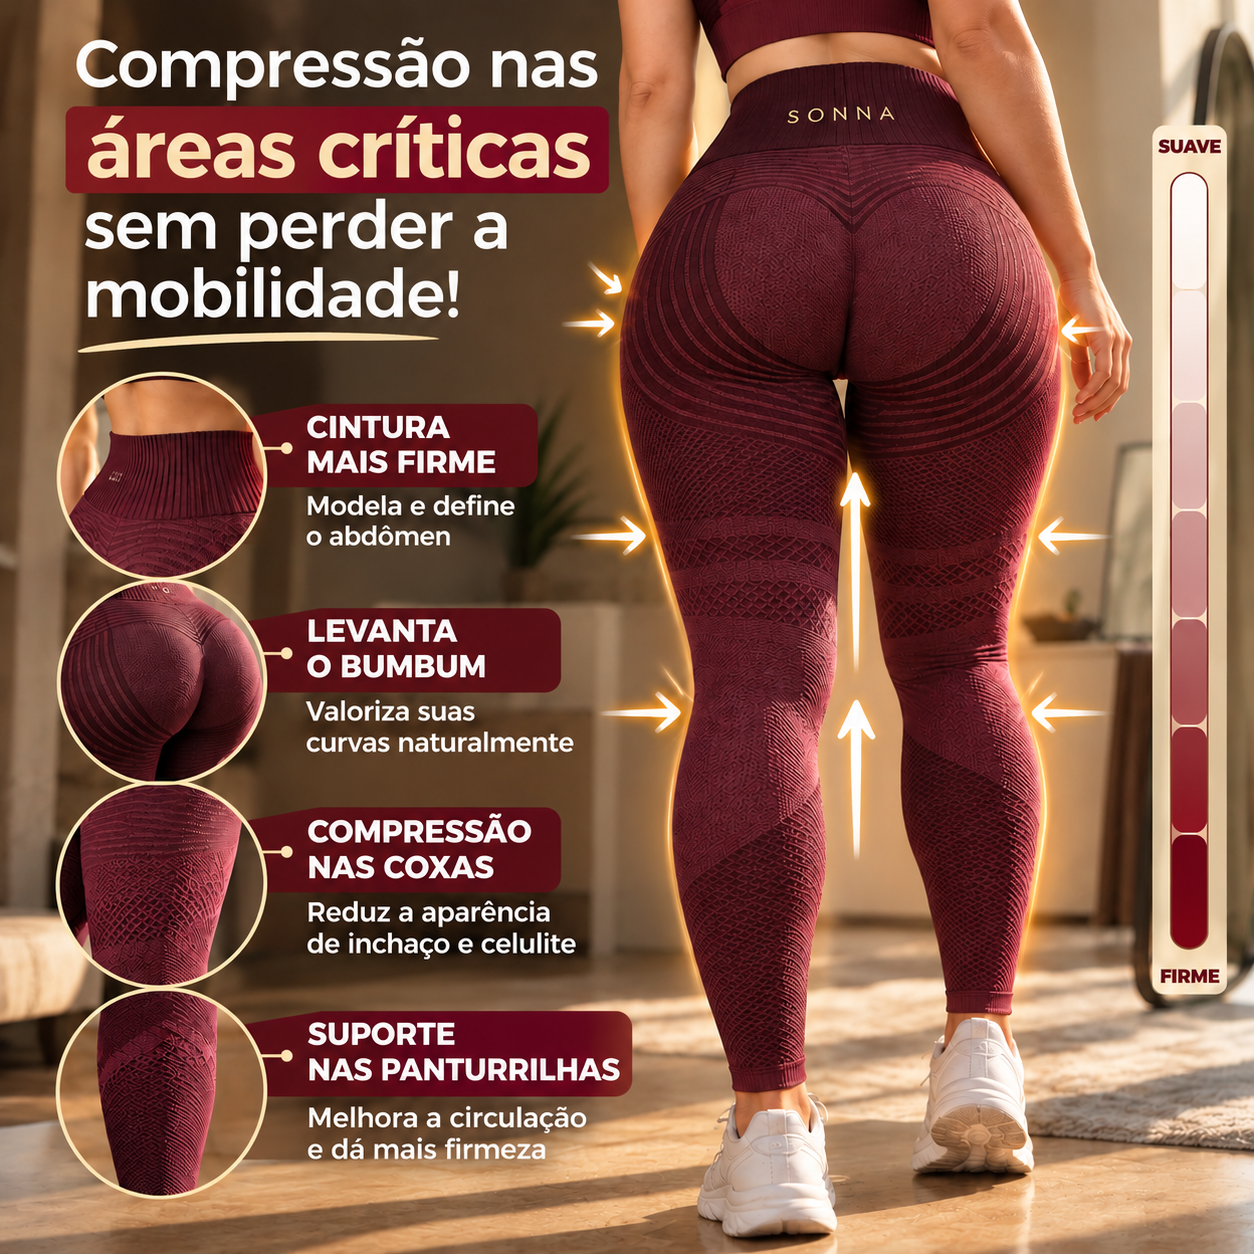 Compressão nas
áreas críticas
sem perder a
mobilidade!
SONNA
SUAVE
CINTURA
MAIS FIRME
Modela e define
o abdômen
LEVANTA
O BUMBUM
Valoriza suas
curvas naturalmente
COMPRESSÃO
NAS COXAS
Reduz a aparência
de inchaço e celulite
SUPORTE
NAS PANTURRILHAS
Melhora a circulação
e dá mais firmeza
FIRME